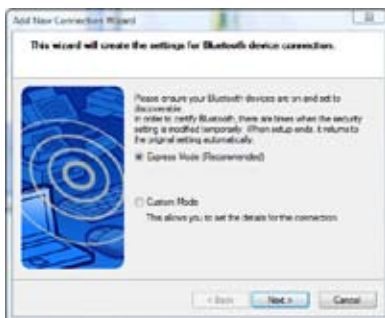 Add New Connection Wizard
This wizard will create the settings for Bluetooth device connection.
Please ensure your Bluetooth devices are on and set to
discoverable.
In order to certify Bluetooth, there are times when the security
setting is modified temporarily. When setup ends, it returns to
the original setting automatically.
Express Mode (Recommended)
Custom Mode
This allows you to set the details for the connection.
< Back
Next >
Cancel